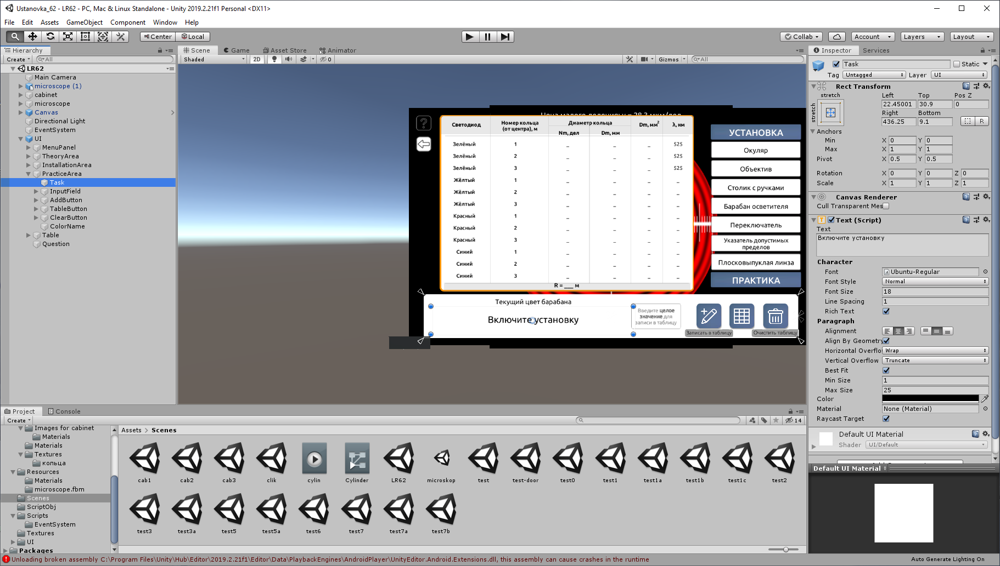 Ustanovka_62 - LR62 - PC, Mac & Linux Standalone - Unity 2019.2.21f1 Personal <DX11>
File Edit Assets GameObject Component Window Help
Center Local Collab Account Layers Layout
Hierarchy
Create All
LR62
Main Camera
microscope (1)
cabinet
microscope
Canvas
Directional Light
EventSystem
UI
MenuPanel
TheoryArea
InstallationArea
PracticeArea
Task
InputField
AddButton
TableButton
ClearButton
ColorName
Table
Question
Scene Game Asset Store Animator
Shaded 2D 0 Gizmos All
?
Светодиод Номер кольца (от центра), м Диаметр кольца Nm, дел Dm, мм Dm, мм² λ, нм
Зелёный 1 _ _ _ 525
Зелёный 2 _ _ _ 525
Зелёный 3 _ _ _ 525
Жёлтый 1 _ _ _ _
Жёлтый 2 _ _ _ _
Жёлтый 3 _ _ _ _
Красный 1 _ _ _ _
Красный 2 _ _ _ _
Красный 3 _ _ _ _
Синий 1 _ _ _ _
Синий 2 _ _ _ _
Синий 3 _ _ _ _
R = ___ м
УСТАНОВКА
Окуляр
Объектив
Столик с ручками
Барабан осветителя
Переключатель
Указатель допустимых
пределов
Плосковыпуклая линза
ПРАКТИКА
Текущий цвет барабана
Включите установку
Введите целое
значение для
записи в таблицу
Записать в таблицу
Очистить таблицу
Inspector Services
Task Static
Tag Untagged Layer UI
Rect Transform
stretch
stretch
Left Top Pos Z
22.45001 30.9 0
Right Bottom
436.25 9.1 R
Anchors
Min X 0 Y 0
Max X 1 Y 1
Pivot X 0.5 Y 0.5
Rotation X 0 Y 0 Z 0
Scale X 1 Y 1 Z 1
Canvas Renderer
Cull Transparent Mes
Text (Script)
Text
Включите установку
Character
Font Ubuntu-Regular
Font Style Normal
Font Size 18
Line Spacing 1
Rich Text
Paragraph
Alignment
Align By Geometry
Horizontal Overflo Wrap
Vertical Overflow Truncate
Best Fit
Min Size 1
Max Size 25
Color
Material None (Material)
Raycast Target
Default UI Material
Shader UI/Default
Default UI Material
Project Console
Create 14
Images for cabinet
Materials
Materials
Textures
кольца
Resources
Materials
microscope.fbm
Scenes
ScriptObj
Scripts
EventSystem
Textures
UI
Packages
Assets > Scenes
cab1 cab2 cab3 clik cylin Cylinder LR62 microskop test test-door test0 test1 test1a test1b test1c test2
test3 test3a test5 test5a test6 test7 test7a test7b
Unloading broken assembly C:\Program Files\Unity\Hub\Editor\2019.2.21f1\Editor\Data\PlaybackEngines\AndroidPlayer\UnityEditor.Android.Extensions.dll, this assembly can cause crashes in the runtime
Auto Generate Lighting On